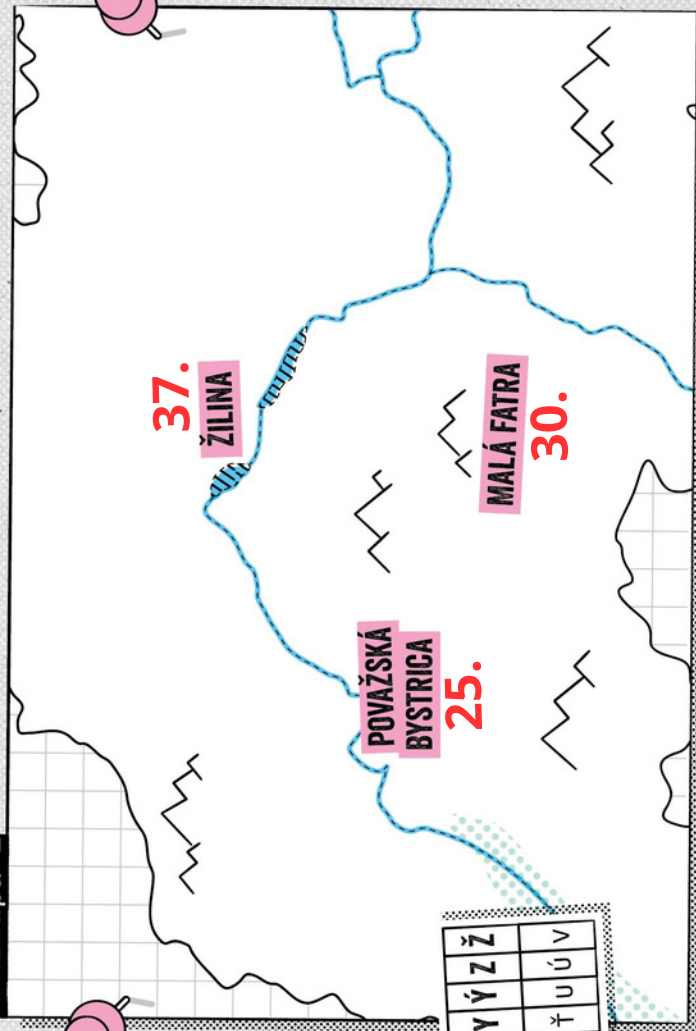 37.
ŽILINA
MALÁ FATRA
30.
POVAŽSKÁ
BYSTRICA
25.
Y Ý Z Ž
Ť U Ú V